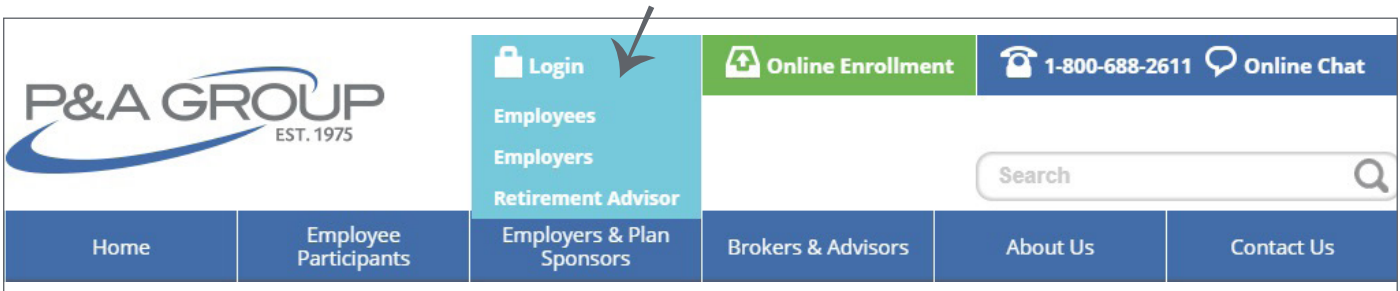 P&A GROUP
EST. 1975
Login
Employees
Employers
Retirement Advisor
Online Enrollment
1-800-688-2611
Online Chat
Search
Home
Employee
Participants
Employers & Plan
Sponsors
Brokers & Advisors
About Us
Contact Us